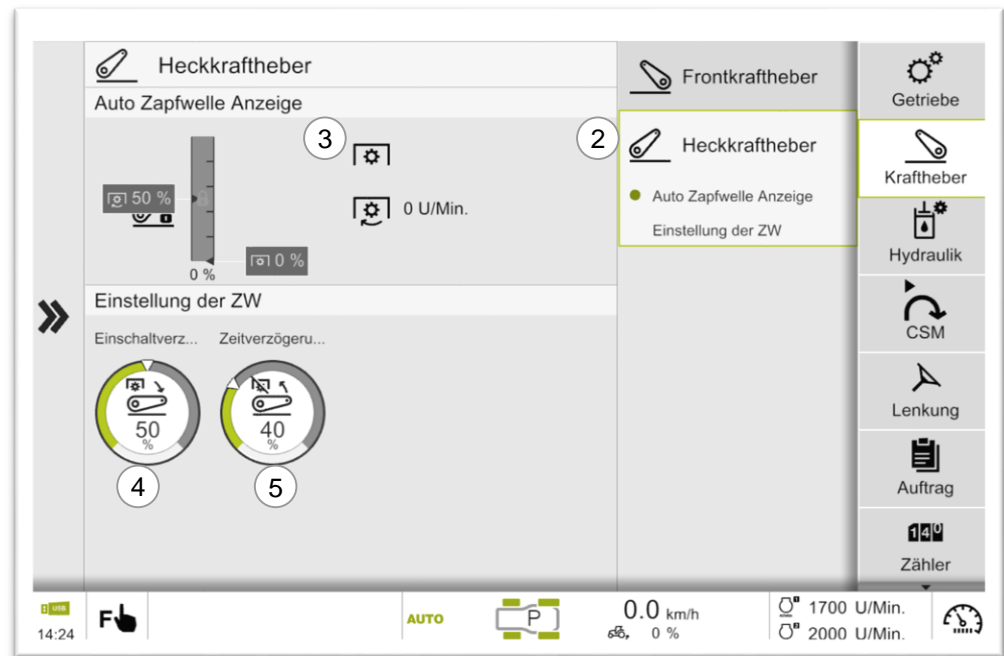 Heckkraftheber
Auto Zapfwelle Anzeige
3
50 %
0 U/Min.
0 %
0 %
Einstellung der ZW
Einschaltverz...
Zeitverzögeru...
50
%
40
%
4
5
Frontkraftheber
2
Heckkraftheber
Auto Zapfwelle Anzeige
Einstellung der ZW
Getriebe
Kraftheber
Hydraulik
CSM
Lenkung
Auftrag
140
Zähler
USB
14:24
F
AUTO
P
0.0 km/h
0 %
1700 U/Min.
2000 U/Min.